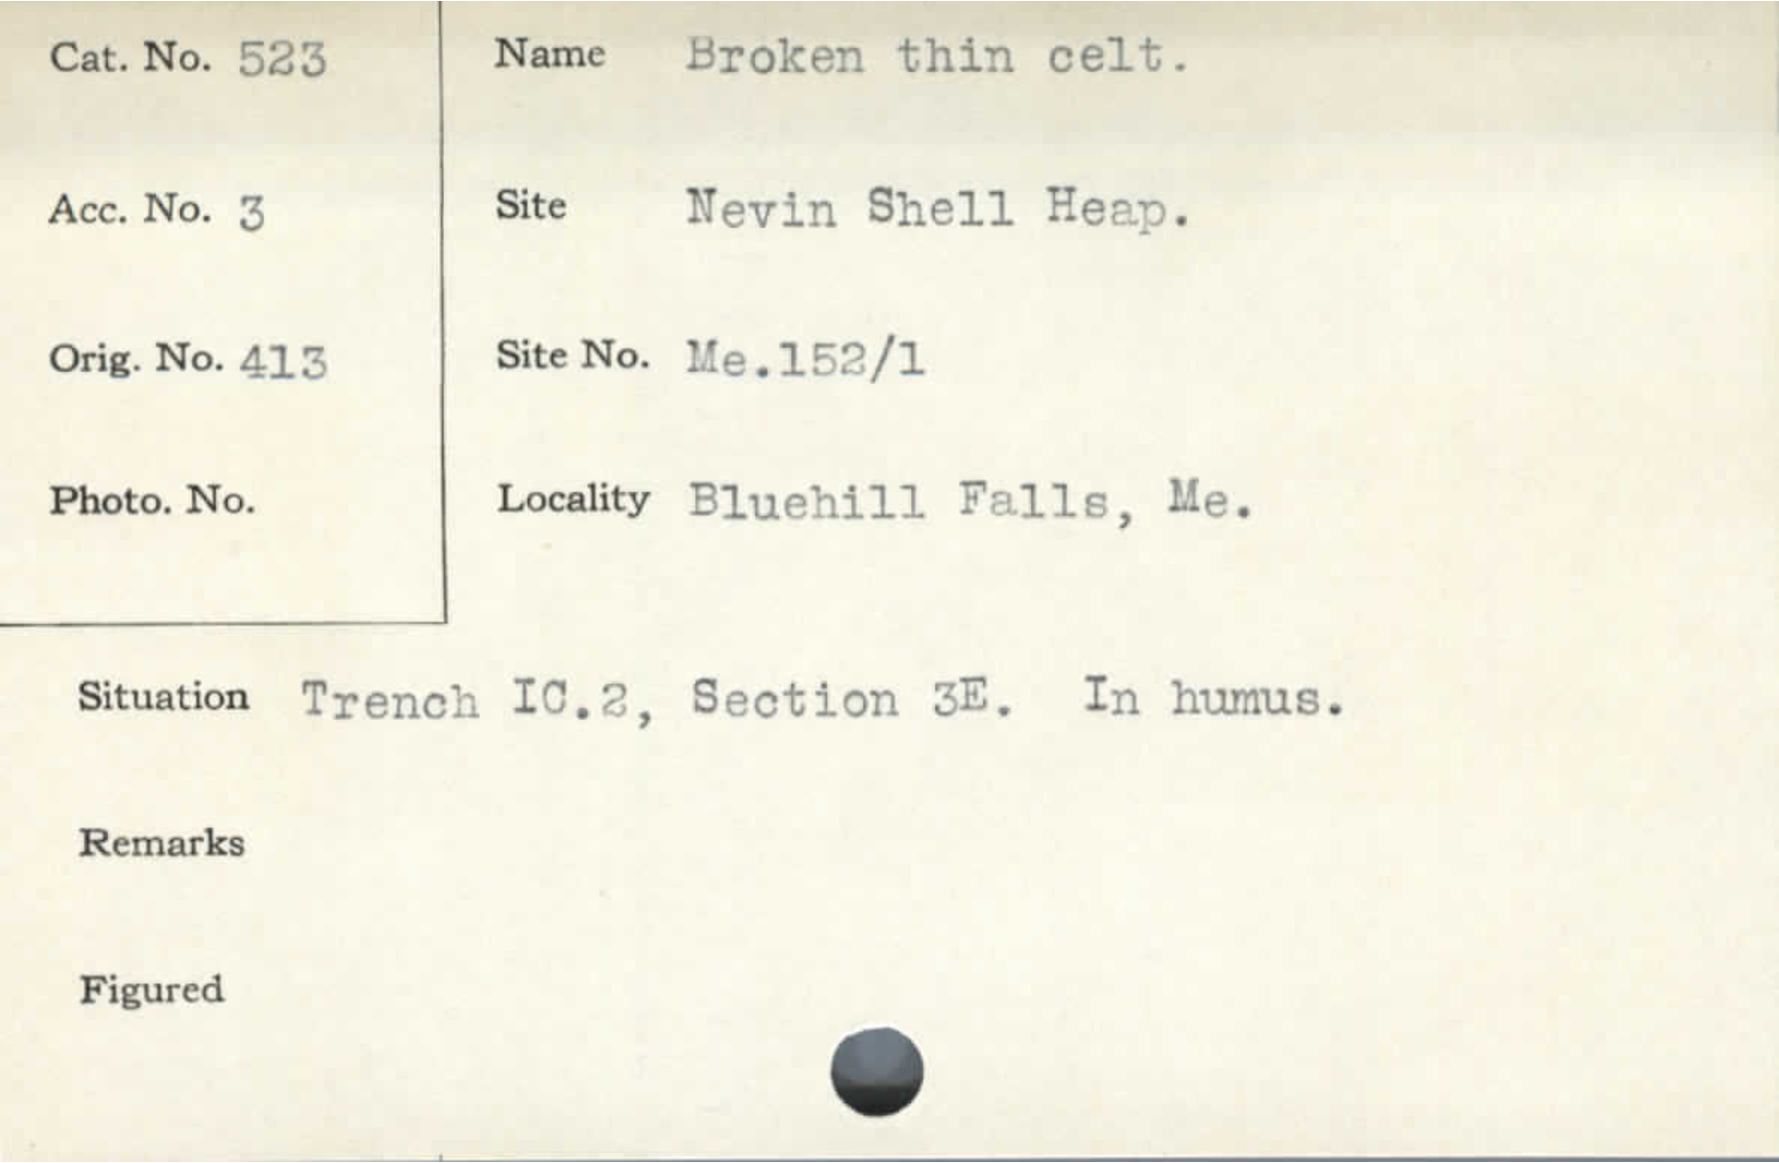 Cat. No. 523
Name Broken thin celt.
Acc. No. 3
Site Nevin Shell Heap.
Orig. No. 413
Site No. Me.152/1
Photo. No.
Locality Bluehill Falls, Me.
Situation Trench IC.2, Section 3E. In humus.
Remarks
Figured